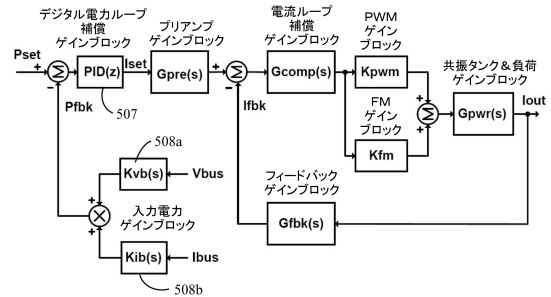 デジタル電力ループ
補償
ゲインブロック
プリアンプ
ゲインブロック
電流ループ
補償
ゲインブロック
PWM
ゲイン
ブロック
共振タンク&負荷
ゲインブロック
Pset
+
Σ
-
Pfbk
PID(z)
507
Iset
Gpre(s)
+
Σ
-
Ifbk
Gcomp(s)
Kpwm
FM
ゲイン
ブロック
Kfm
+
Σ
+
Gpwr(s)
Iout
508a
Kvb(s)
Vbus
+
×
+
入力電力
ゲインブロック
Kib(s)
Ibus
508b
フィードバック
ゲインブロック
Gfbk(s)